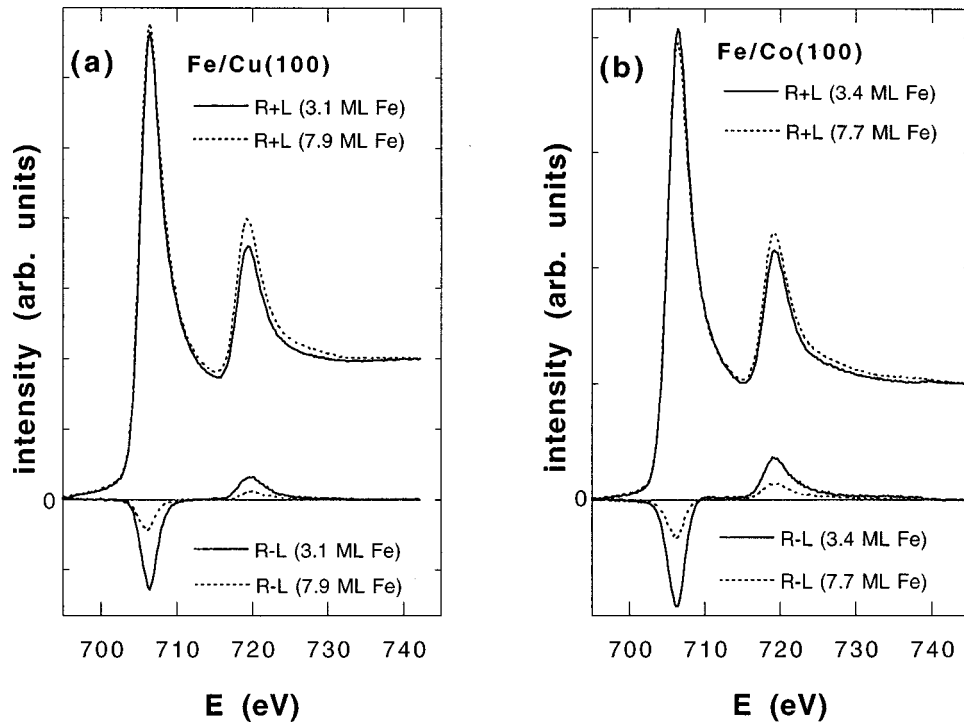 (a)
Fe/Cu(100)
R+L (3.1 ML Fe)
R+L (7.9 ML Fe)
intensity (arb. units)
0
R-L (3.1 ML Fe)
R-L (7.9 ML Fe)
700 710 720 730 740
E (eV)
(b)
Fe/Co(100)
R+L (3.4 ML Fe)
R+L (7.7 ML Fe)
intensity (arb. units)
0
R-L (3.4 ML Fe)
R-L (7.7 ML Fe)
700 710 720 730 740
E (eV)